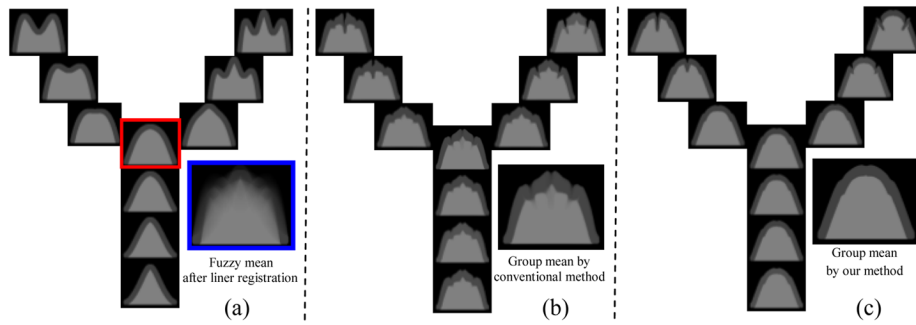 Fuzzy mean
after liner registration
(a)
Group mean by
conventional method
(b)
Group mean
by our method
(c)